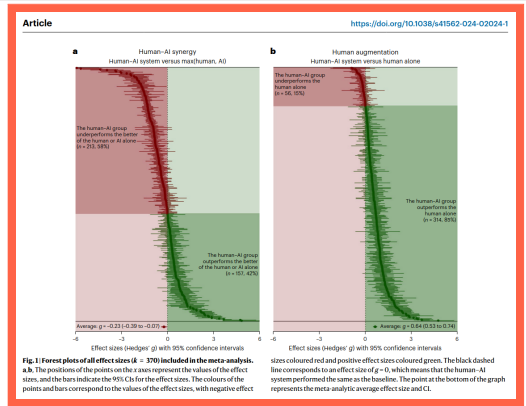 Article
https://doi.org/10.1038/s41562-024-02024-1
a
Human–AI synergy
Human–AI system versus max(human, AI)
The human–AI group
underperforms the better
of the human or AI alone
(n = 213, 58%)
The human–AI group
outperforms the better
of the human or AI alone
(n = 157, 42%)
Average: g = −0.23 (−0.39 to −0.07)
−6
−3
0
3
6
Effect sizes (Hedges' g) with 95% confidence intervals
b
Human augmentation
Human–AI system versus human alone
The human–AI group
underperforms the
human alone
(n = 56, 15%)
The human–AI group
outperforms the
human alone
(n = 314, 85%)
Average: g = 0.64 (0.53 to 0.74)
−6
−3
0
3
6
Effect sizes (Hedges' g) with 95% confidence intervals
Fig. 1 | Forest plots of all effect sizes (k = 370) included in the meta-analysis.
a,b, The positions of the points on the x axes represent the values of the effect
sizes, and the bars indicate the 95% CIs for the effect sizes. The colours of the
points and bars correspond to the values of the effect sizes, with negative effect
sizes coloured red and positive effect sizes coloured green. The black dashed
line corresponds to an effect size of g = 0, which means that the human–AI
system performed the same as the baseline. The point at the bottom of the graph
represents the meta-analytic average effect size and CI.